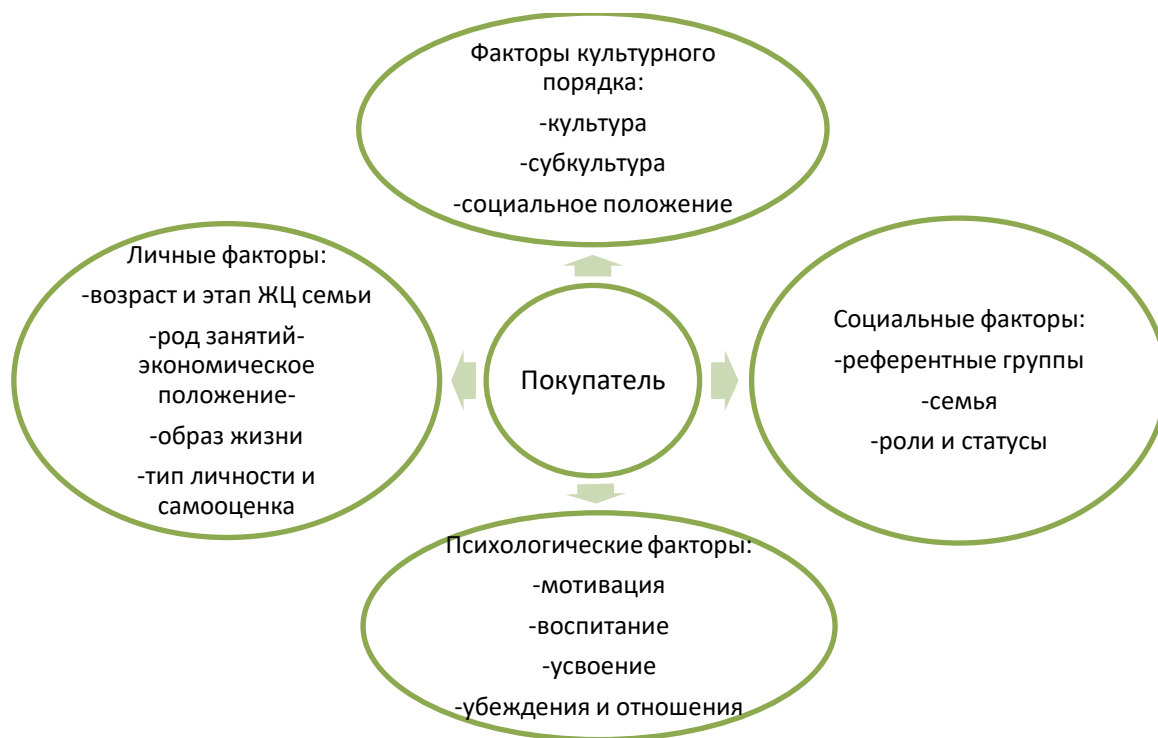 Факторы культурного
порядка:
-культура
-субкультура
-социальное положение
Личные факторы:
-возраст и этап ЖЦ семьи
-род занятий-
экономическое
положение-
-образ жизни
-тип личности и
самооценка
Покупатель
Социальные факторы:
-референтные группы
-семья
-роли и статусы
Психологические факторы:
-мотивация
-воспитание
-усвоение
-убеждения и отношения